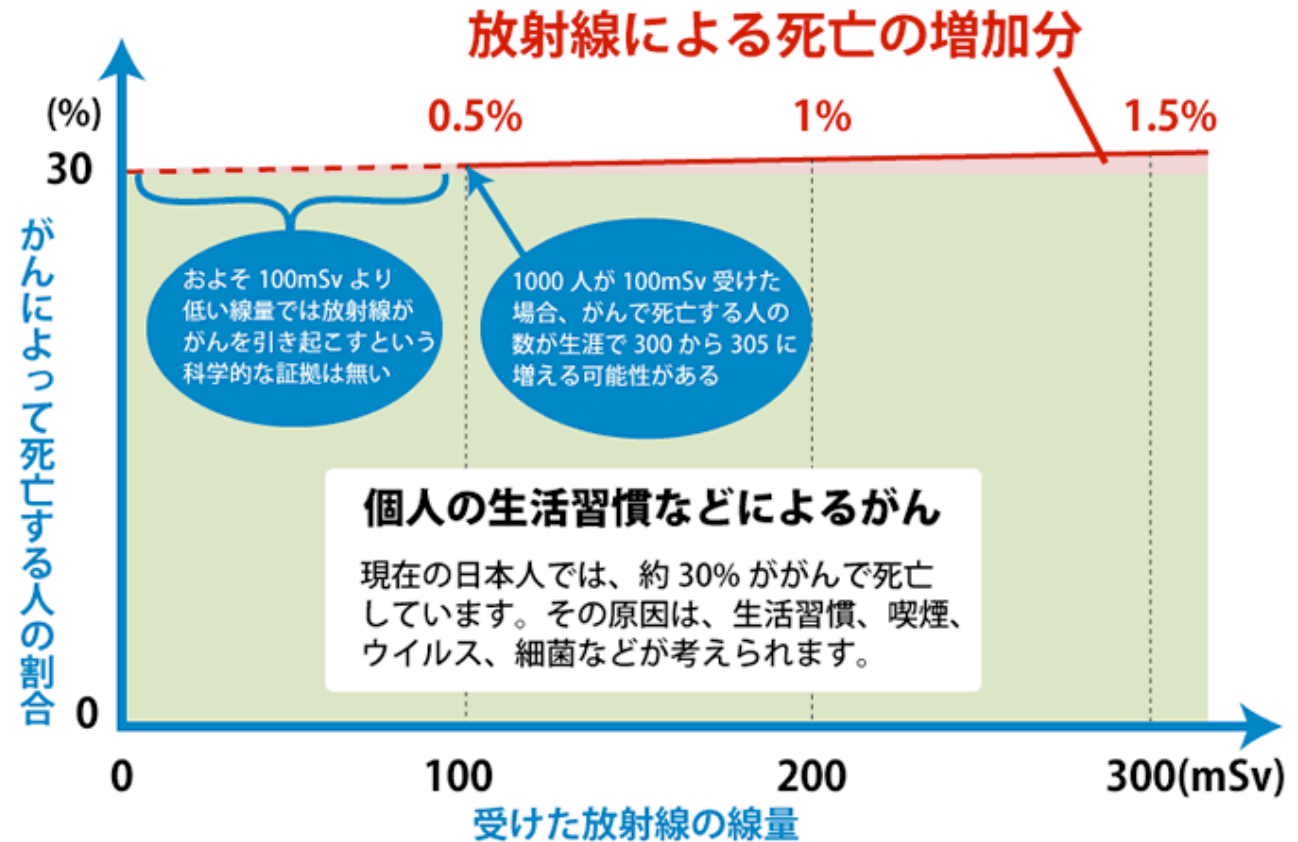 放射線による死亡の増加分
(%)
0.5%
1%
1.5%
30
がんによって死亡する人の割合
およそ 100mSv より
低い線量では放射線が
がんを引き起こすという
科学的な証拠は無い
1000 人が 100mSv 受けた
場合、がんで死亡する人の
数が生涯で 300 から 305 に
増える可能性がある
個人の生活習慣などによるがん
現在の日本人では、約 30% ががんで死亡
しています。その原因は、生活習慣、喫煙、
ウイルス、細菌などが考えられます。
0
0
100
200
300(mSv)
受けた放射線の線量